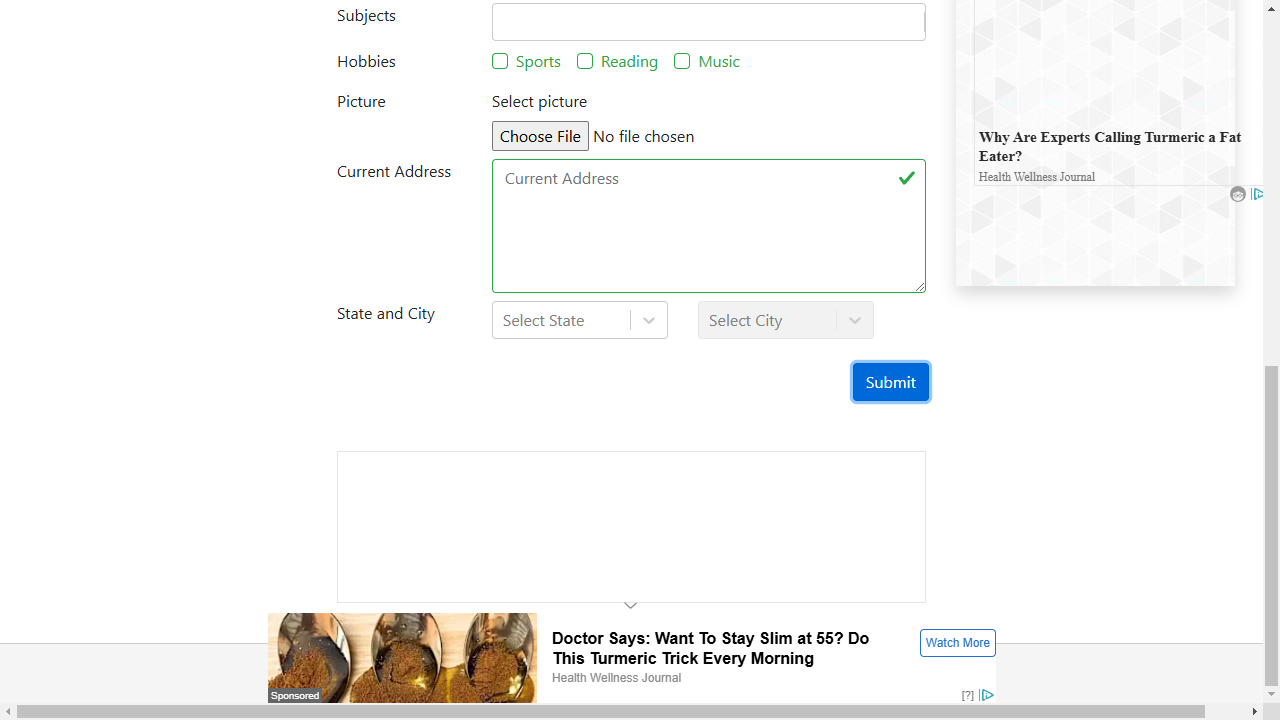 Subjects
Hobbies
Sports
Reading
Music
Picture
Select picture
Choose File No file chosen
Current Address
Current Address
State and City
Select State
Select City
Submit
Why Are Experts Calling Turmeric a Fat
Eater?
Health Wellness Journal
Doctor Says: Want To Stay Slim at 55? Do
This Turmeric Trick Every Morning
Health Wellness Journal
Watch More
Sponsored
[?]